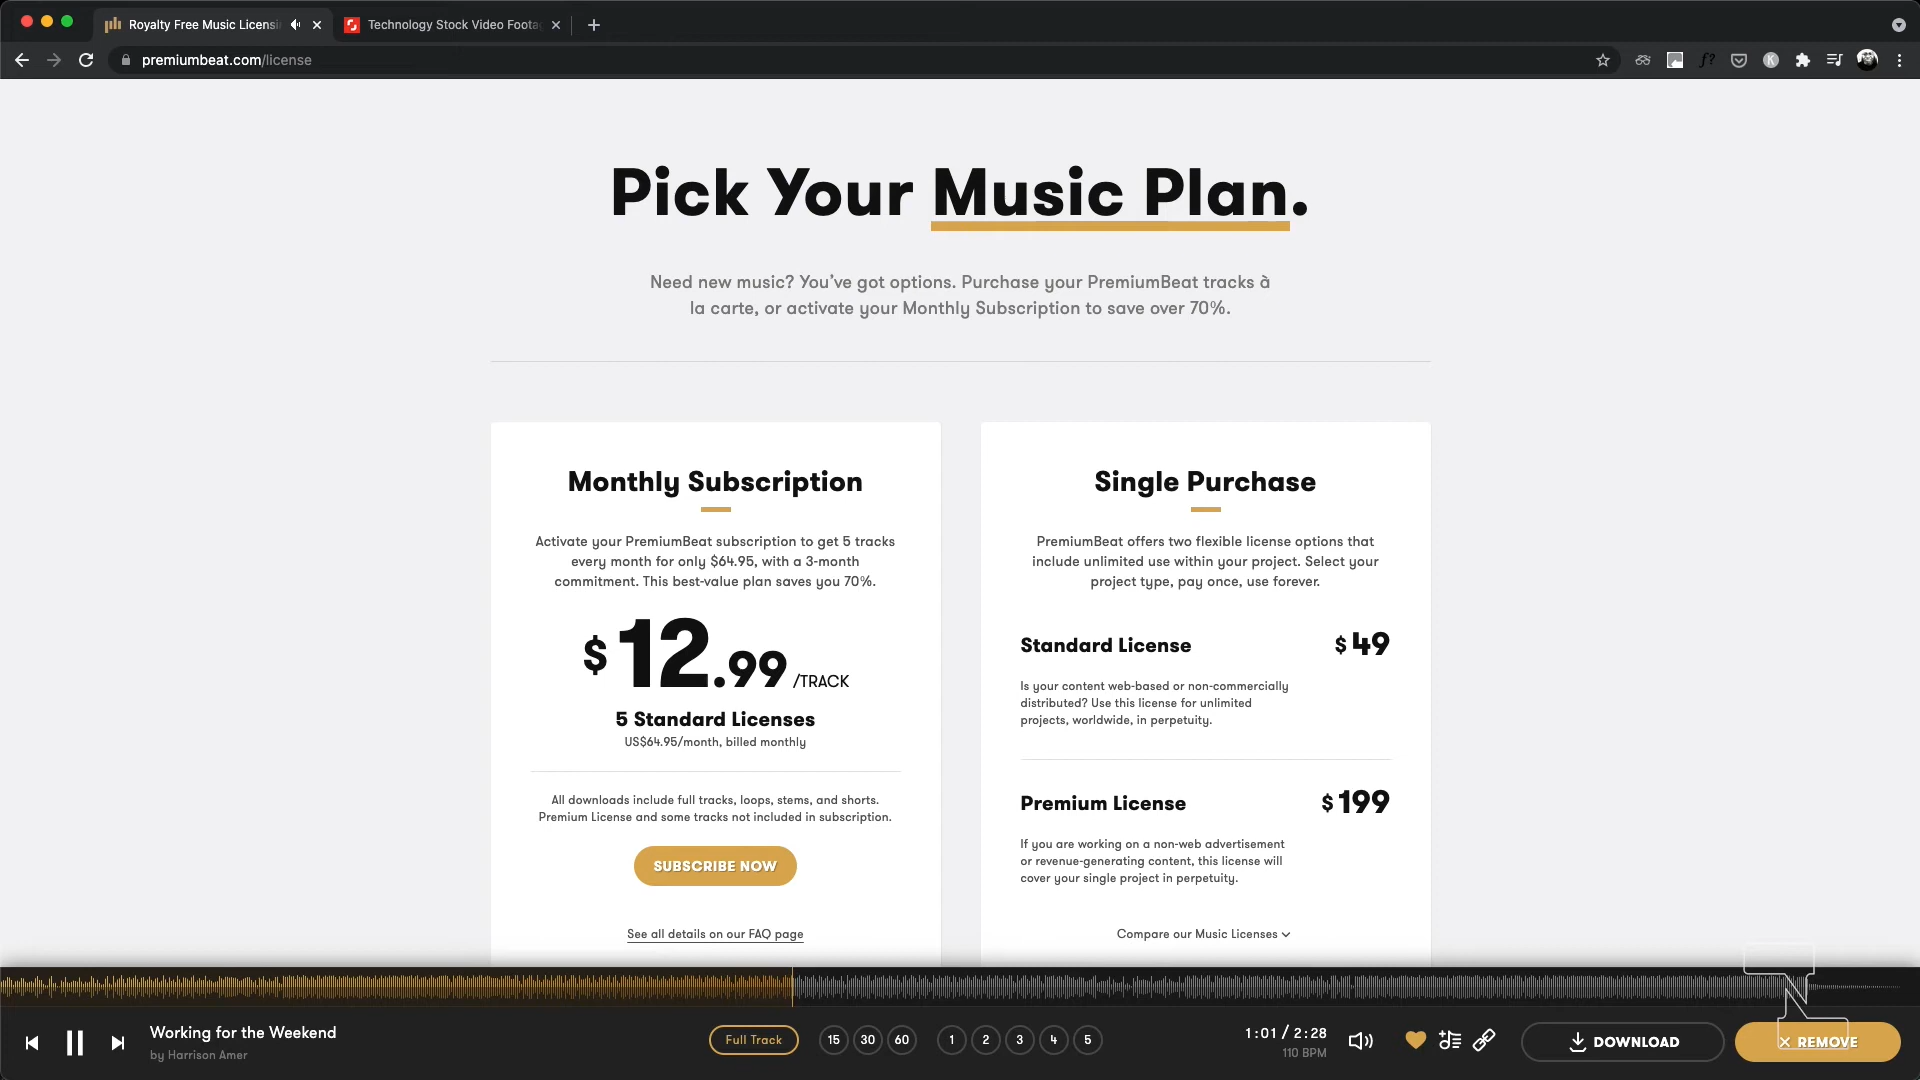 Royalty Free Music Licensi
Technology Stock Video Foota
premiumbeat.com/license
Pick Your Music Plan.
Need new music? You've got options. Purchase your PremiumBeat tracks à
la carte, or activate your Monthly Subscription to save over 70%.
Monthly Subscription
Activate your PremiumBeat subscription to get 5 tracks
every month for only $64.95, with a 3-month
commitment. This best-value plan saves you 70%.
$12.99/TRACK
5 Standard Licenses
US$64.95/month, billed monthly
All downloads include full tracks, loops, stems, and shorts.
Premium License and some tracks not included in subscription.
SUBSCRIBE NOW
See all details on our FAQ page
Single Purchase
PremiumBeat offers two flexible license options that
include unlimited use within your project. Select your
project type, pay once, use forever.
Standard License $49
Is your content web-based or non-commercially
distributed? Use this license for unlimited
projects, worldwide, in perpetuity.
Premium License $199
If you are working on a non-web advertisement
or revenue-generating content, this license will
cover your single project in perpetuity.
Compare our Music Licenses
Working for the Weekend
by Harrison Amer
Full Track 15 30 60 1 2 3 4 5
1:01 / 2:28
110 BPM
DOWNLOAD
REMOVE